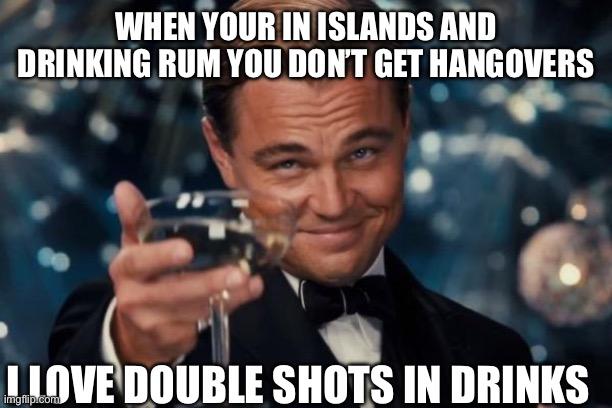 WHEN YOUR IN ISLANDS AND
DRINKING RUM YOU DON'T GET HANGOVERS
I LOVE DOUBLE SHOTS IN DRINKS
imgflip.com